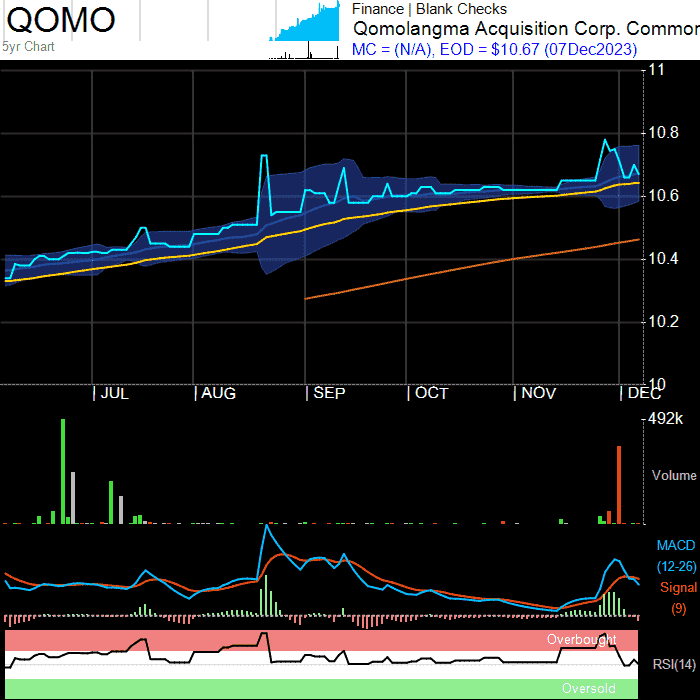 QOMO
5yr Chart
Finance | Blank Checks
Qomolangma Acquisition Corp. Common
MC = (N/A), EOD = $10.67 (07Dec2023)
11
10.8
10.6
10.4
10.2
10
JUL AUG SEP OCT NOV DEC
492k
Volume
MACD
(12-26)
Signal
(9)
Overbought
RSI(14)
Oversold